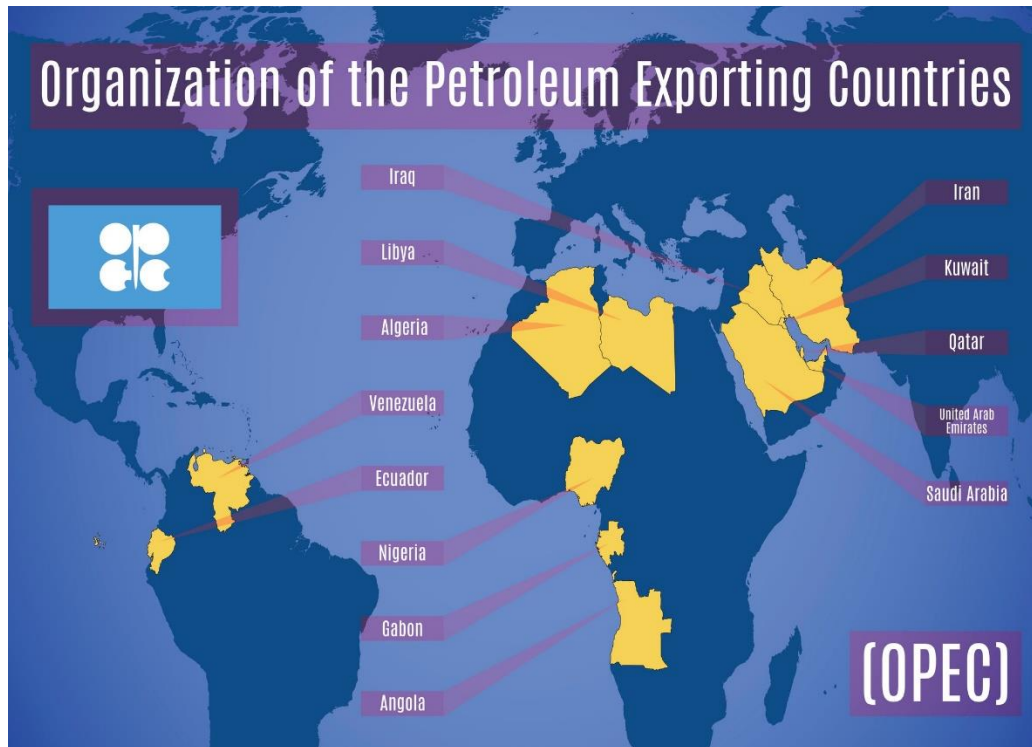 Organization of the Petroleum Exporting Countries
Iraq
Libya
Algeria
Venezuela
Ecuador
Nigeria
Gabon
Angola
Iran
Kuwait
Qatar
United Arab
Emirates
Saudi Arabia
(OPEC)